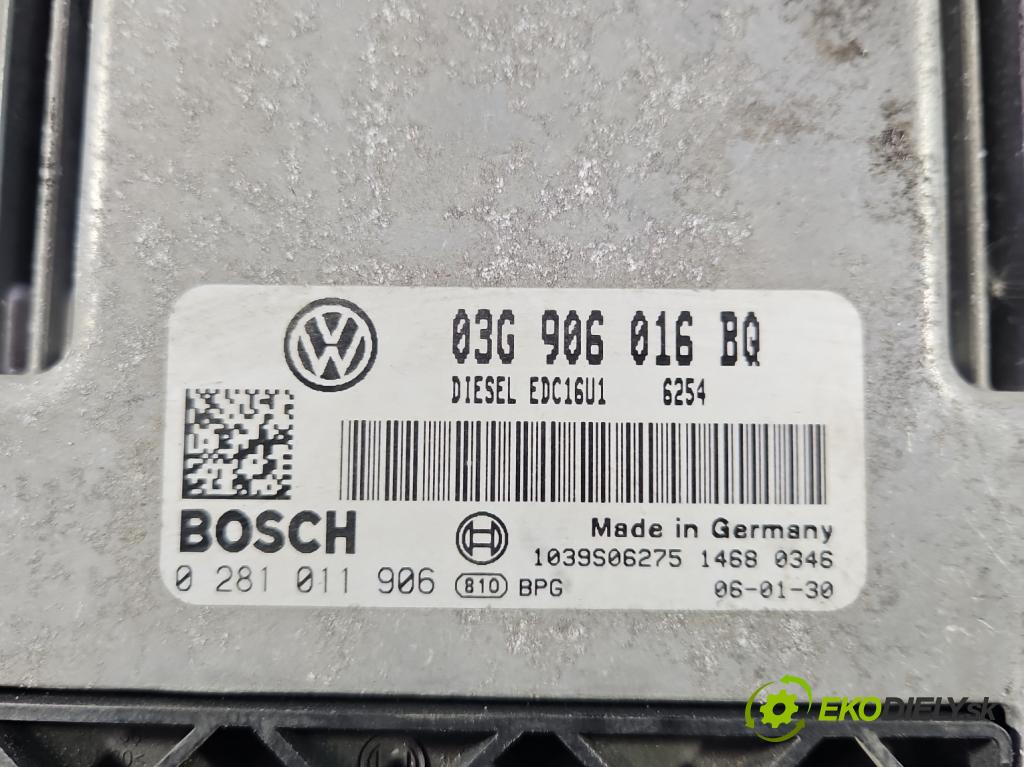 03G 906 016 BQ
DIESEL EDC16U1 6254
BOSCH
Made in Germany
1039S06275 1468 0346
0 281 011 906 810 BPG 06-01-30
EKODIELY.sk